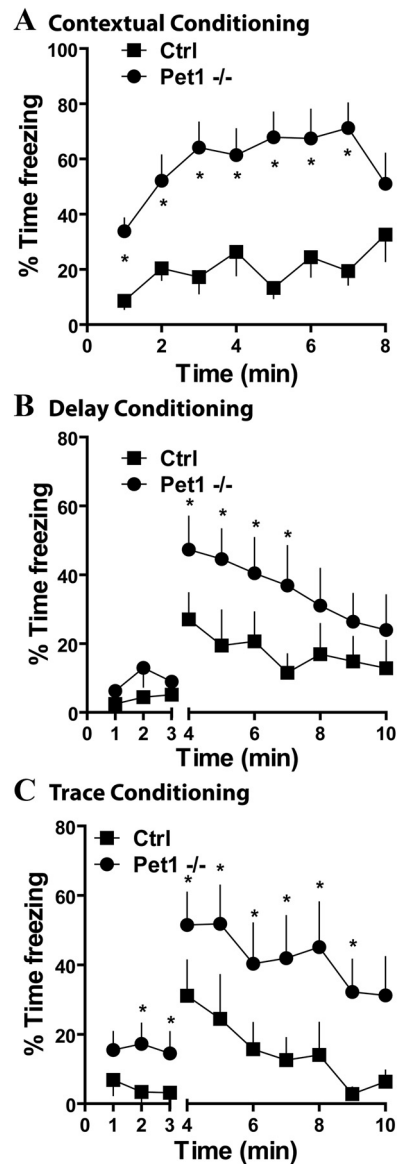 A Contextual Conditioning
100
80
60
40
20
0
% Time freezing
Ctrl
Pet1 -/-
* * * * * * *
0 2 4 6 8
Time (min)
B Delay Conditioning
80
60
40
20
0
% Time freezing
Ctrl
Pet1 -/-
* * * *
0 1 2 3 4 6 8 10
Time (min)
C Trace Conditioning
80
60
40
20
0
% Time freezing
Ctrl
Pet1 -/-
* * * * * * * *
0 1 2 3 4 6 8 10
Time (min)